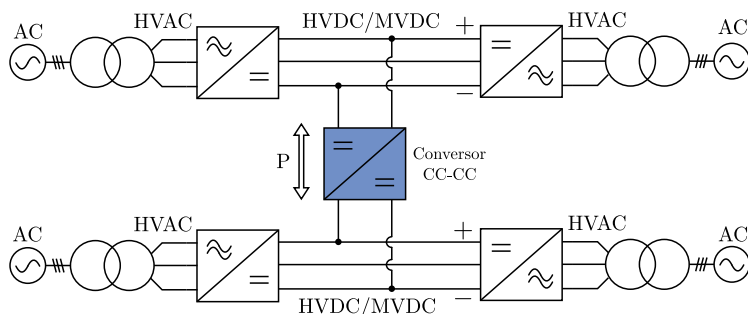 HVAC HVDC/MVDC HVAC
AC + AC
−
P Conversor
CC-CC
HVAC + HVAC
AC AC
HVDC/MVDC −